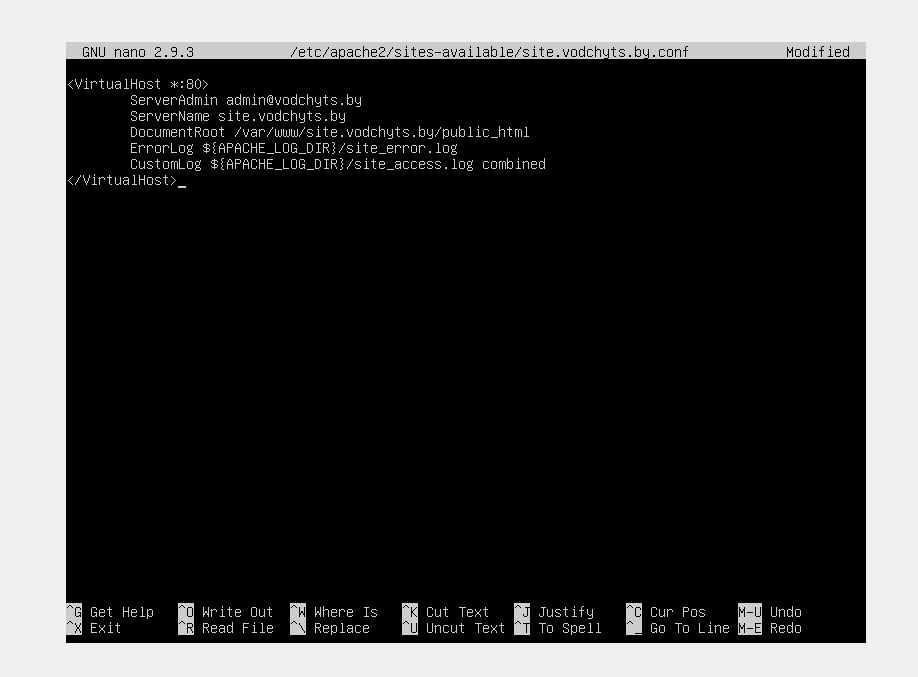 GNU nano 2.9.3 /etc/apache2/sites-available/site.vodchyts.by.conf Modified
<VirtualHost *:80>
ServerAdmin admin@vodchyts.by
ServerName site.vodchyts.by
DocumentRoot /var/www/site.vodchyts.by/public_html
ErrorLog ${APACHE_LOG_DIR}/site_error.log
CustomLog ${APACHE_LOG_DIR}/site_access.log combined
</VirtualHost>
^G Get Help ^O Write Out ^W Where Is ^K Cut Text ^J Justify ^C Cur Pos M-U Undo
^X Exit ^R Read File ^\ Replace ^U Uncut Text ^T To Spell ^_ Go To Line M-E Redo